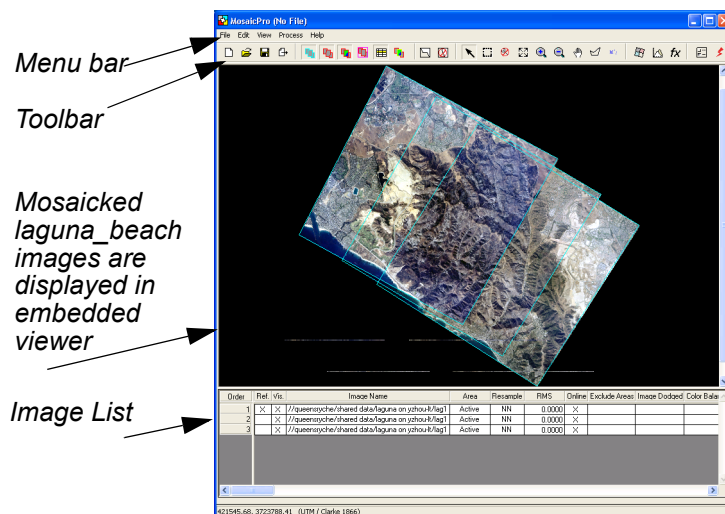 MosaicPro (No File)
File Edit View Process Help
Menu bar
Toolbar
fx
Mosaicked
laguna_beach
images are
displayed in
embedded
viewer
Image List
Order Ref. Vis. Image Name Area Resample RMS Online Exclude Areas Image Dodged Color Balar
1 X X //queensryche/shared data/laguna on yzhou-lt/lag1 Active NN 0.0000 X
2 X //queensryche/shared data/laguna on yzhou-lt/lag1 Active NN 0.0000 X
3 X //queensryche/shared data/laguna on yzhou-lt/lag1 Active NN 0.0000 X
421545.68, 3723788.41 (UTM / Clarke 1866)